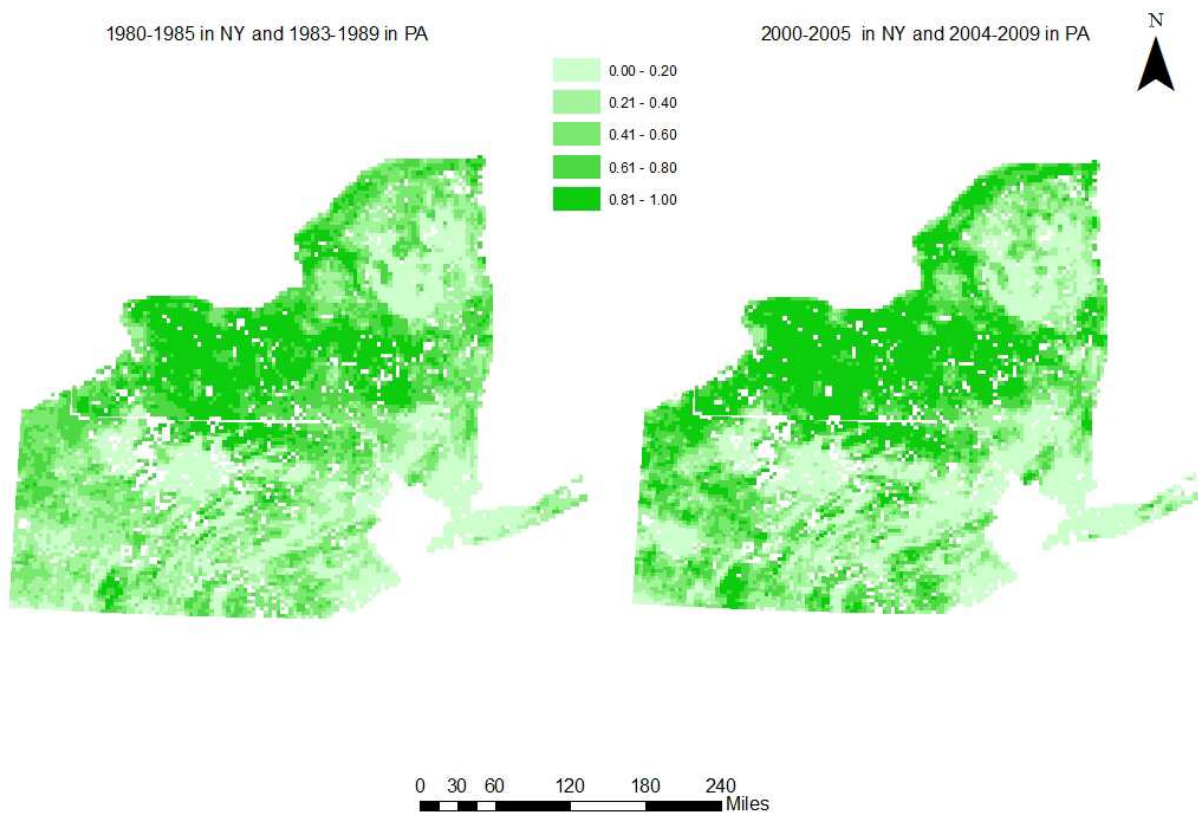 1980-1985 in NY and 1983-1989 in PA
2000-2005 in NY and 2004-2009 in PA
N
0.00 - 0.20
0.21 - 0.40
0.41 - 0.60
0.61 - 0.80
0.81 - 1.00
0 30 60 120 180 240
Miles